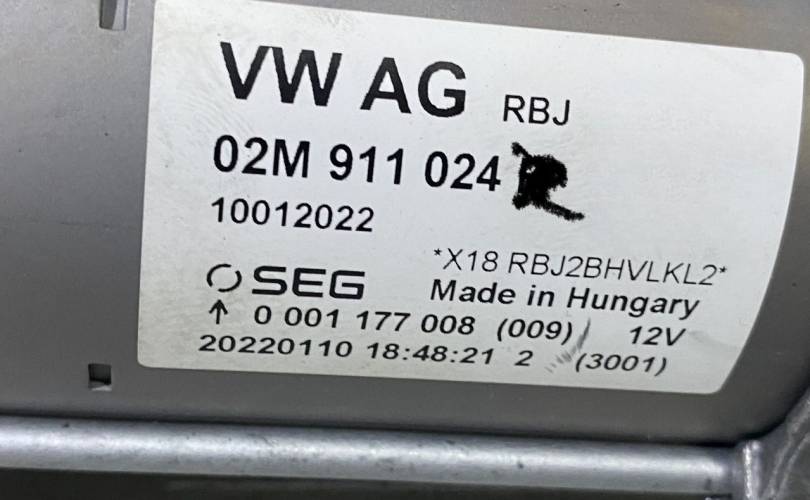 VW AG RBJ
02M 911 024
10012022
*X18 RBJ2BHVLKL2*
SEG
Made in Hungary
↑ 0 001 177 008 (009) 12V
20220110 18:48:21 2 (3001)